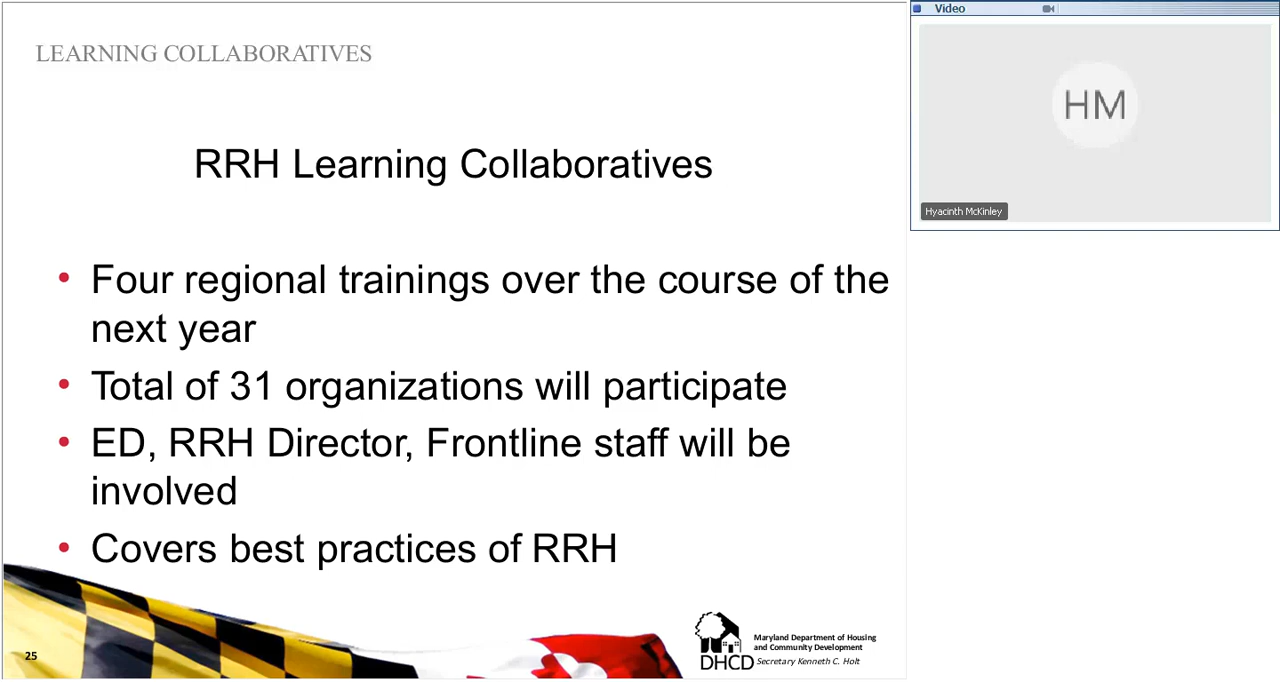 LEARNING COLLABORATIVES
RRH Learning Collaboratives
• Four regional trainings over the course of the
next year
• Total of 31 organizations will participate
• ED, RRH Director, Frontline staff will be
involved
• Covers best practices of RRH
25
DHCD
Maryland Department of Housing
and Community Development
Secretary Kenneth C. Holt
Video
HM
Hyacinth McKinley